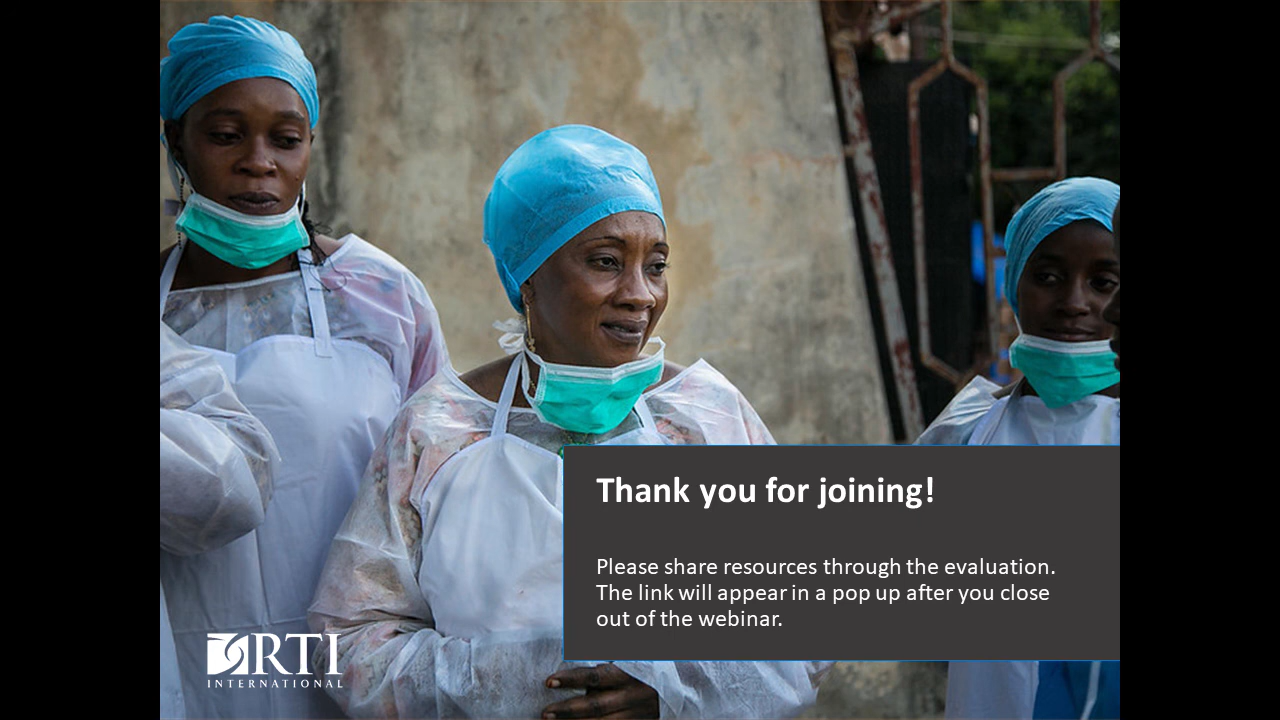 Thank you for joining!
Please share resources through the evaluation.
The link will appear in a pop up after you close
out of the webinar.
RTI
INTERNATIONAL